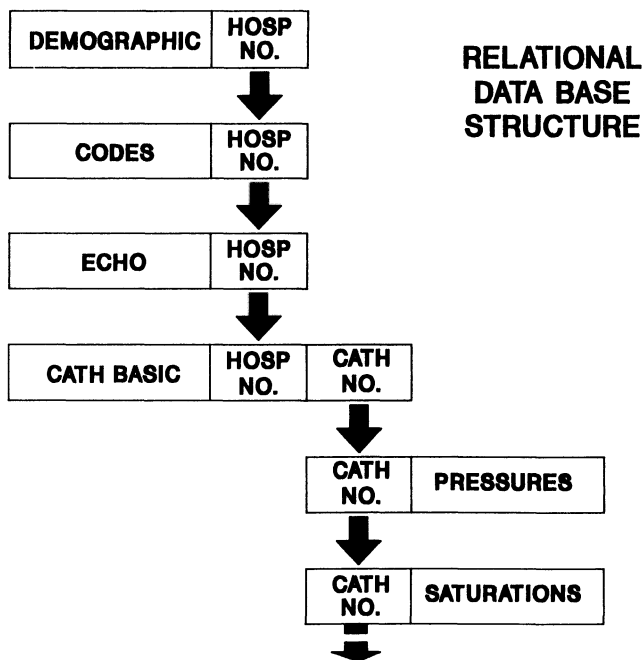 DEMOGRAPHIC
HOSP
NO.
RELATIONAL
DATA BASE
STRUCTURE
CODES
HOSP
NO.
ECHO
HOSP
NO.
CATH BASIC
HOSP
NO.
CATH
NO.
CATH
NO.
PRESSURES
CATH
NO.
SATURATIONS